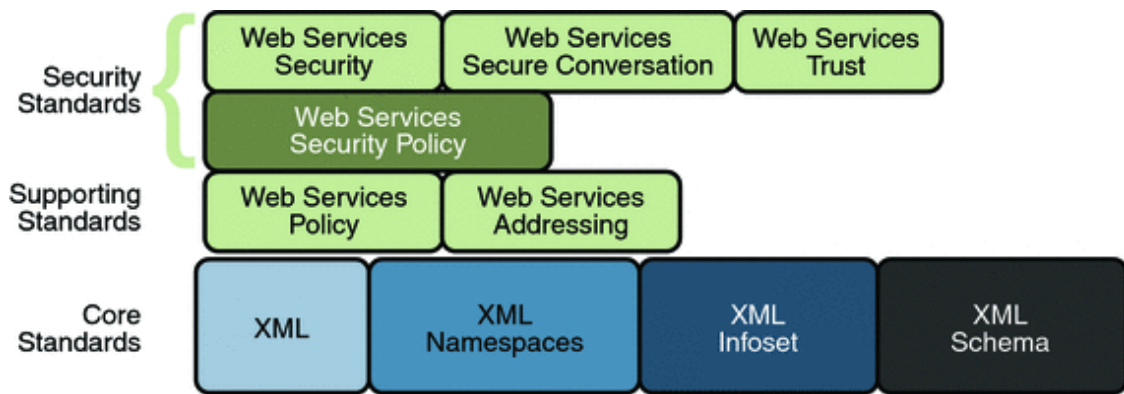 Security
Standards
Web Services
Security
Web Services
Secure Conversation
Web Services
Trust
Web Services
Security Policy
Supporting
Standards
Web Services
Policy
Web Services
Addressing
Core
Standards
XML
XML
Namespaces
XML
Infoset
XML
Schema